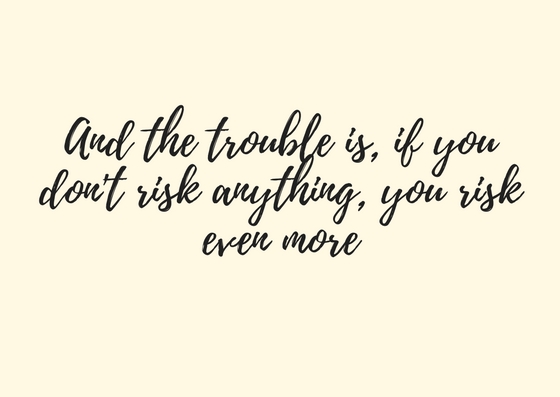 And the trouble is, if you
don't risk anything, you risk
even more